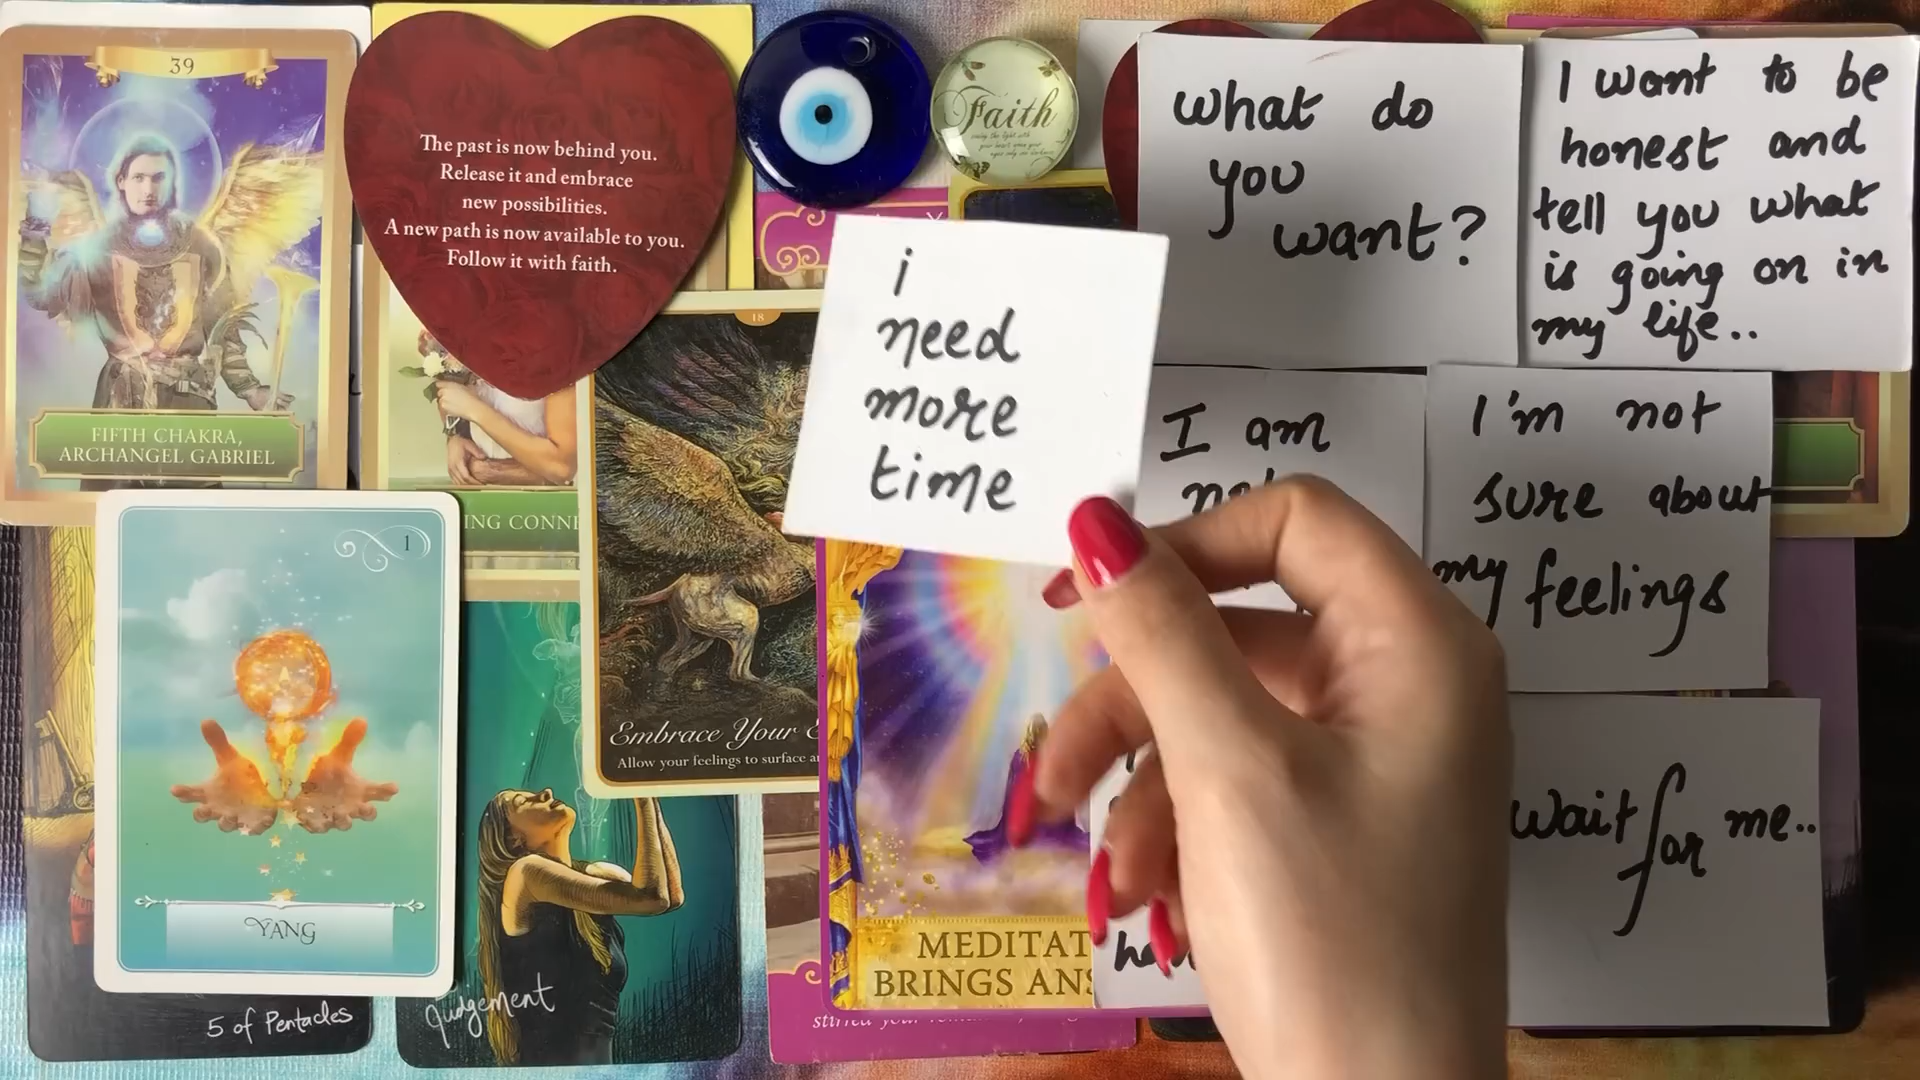 39
FIFTH CHAKRA,
ARCHANGEL GABRIEL
The past is now behind you.
Release it and embrace
new possibilities.
A new path is now available to you.
Follow it with faith.
Faith
what do
you
want?
I want to be
honest and
tell you what
is going on in
my life..
i
need
more
time
18
Embrace Your
Allow your feelings to surface
I am
I'm not
sure about
my feelings
1
YANG
5 of Pentacles
Judgement
MEDITAT
BRINGS ANS
wait for me..